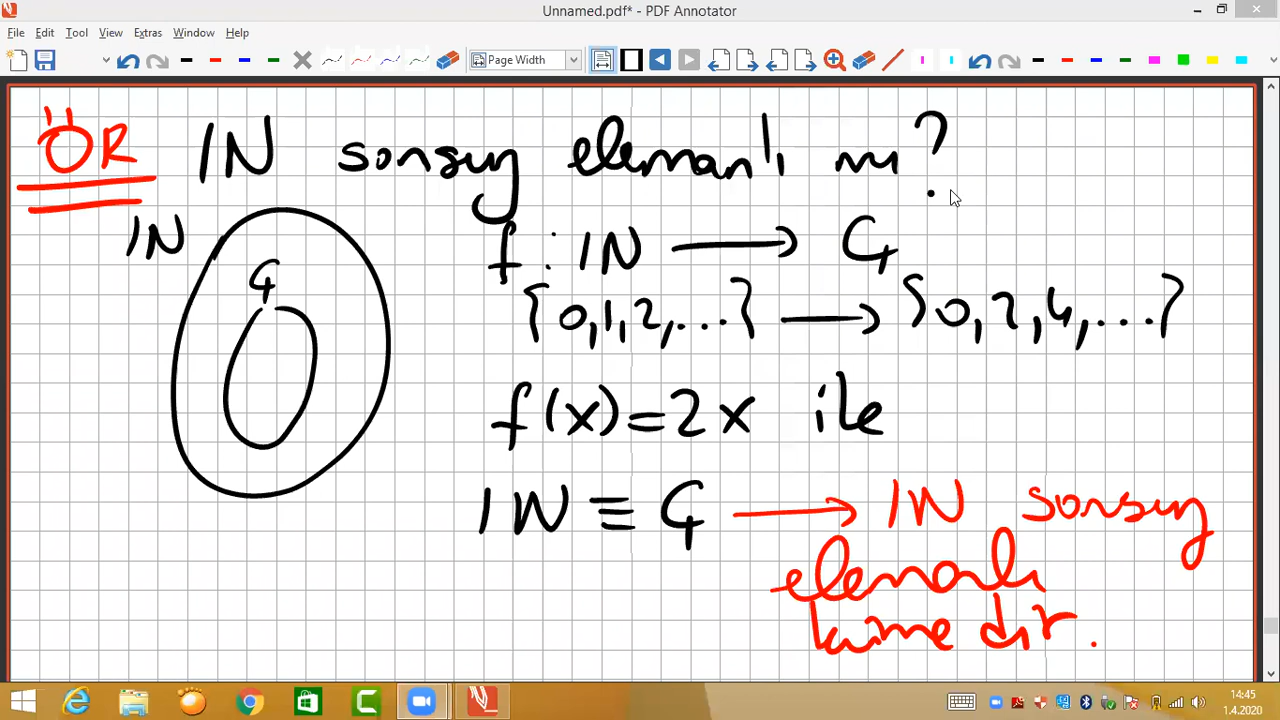 Unnamed.pdf* - PDF Annotator
File Edit Tool View Extras Window Help
Page Width
ÖR IN sonsuz elemanlı mı?
IN
Ç
f : IN → Ç
{0,1,2,...} → {0,2,4,...}
f(x)=2x ile
IN ≡ Ç → IN sonsuz
elemanlı
kümedir.
14:45
1.4.2020